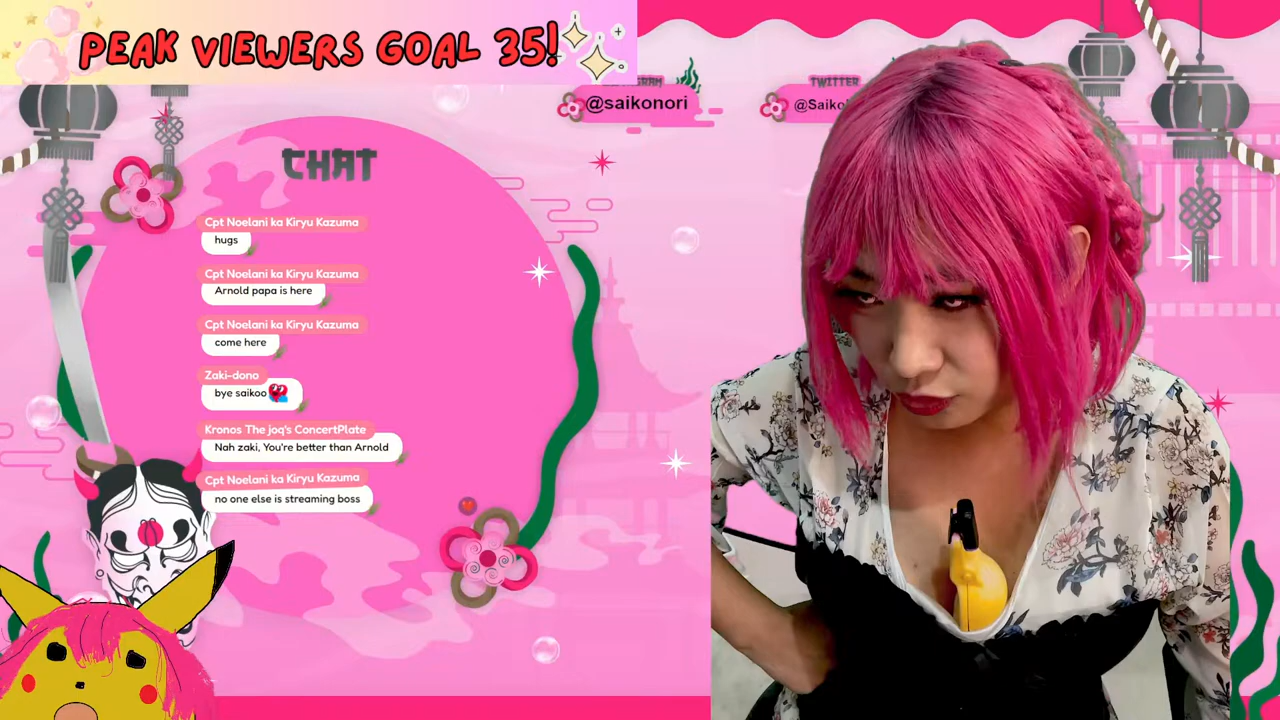 PEAK VIEWERS GOAL 35!
@saikonori
TWITTER
CHAT
Cpt Noelani ka Kiryu Kazuma
hugs
Cpt Noelani ka Kiryu Kazuma
Arnold papa is here
Cpt Noelani ka Kiryu Kazuma
come here
Zaki-dono
bye saikoo
Kronos The joq's ConcertPlate
Nah zaki, You're better than Arnold
Cpt Noelani ka Kiryu Kazuma
no one else is streaming boss